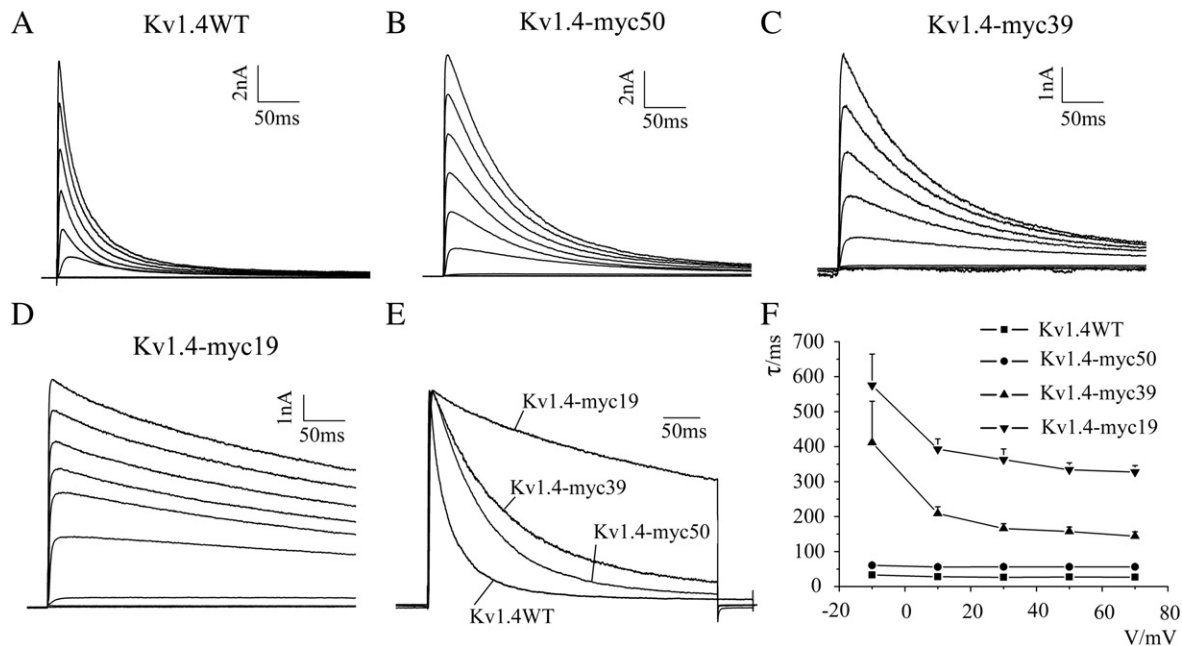 A
Kv1.4WT
2nA
50ms
B
Kv1.4-myc50
2nA
50ms
C
Kv1.4-myc39
1nA
50ms
D
Kv1.4-myc19
1nA
50ms
E
Kv1.4-myc19
50ms
Kv1.4-myc39
Kv1.4-myc50
Kv1.4WT
F
Kv1.4WT
Kv1.4-myc50
Kv1.4-myc39
Kv1.4-myc19
τ/ms
700
600
500
400
300
200
100
0
-20 0 20 40 60 80
V/mV